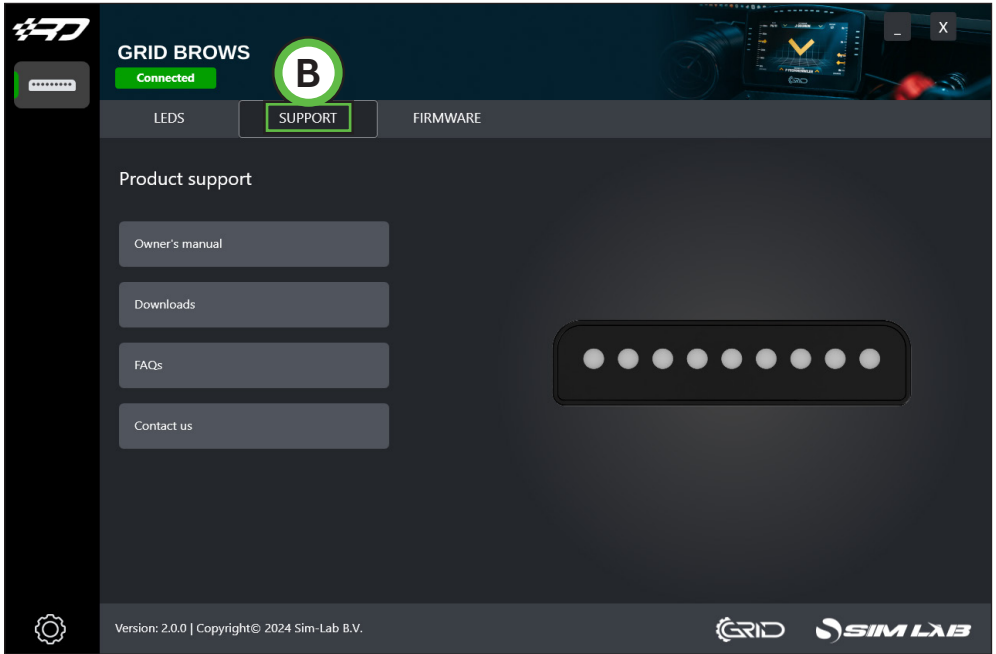 GRID BROWS
Connected
B
_ X
LEDS SUPPORT FIRMWARE
Product support
Owner's manual
Downloads
FAQs
Contact us
Version: 2.0.0 | Copyright© 2024 Sim-Lab B.V.
GRID SIM LAB